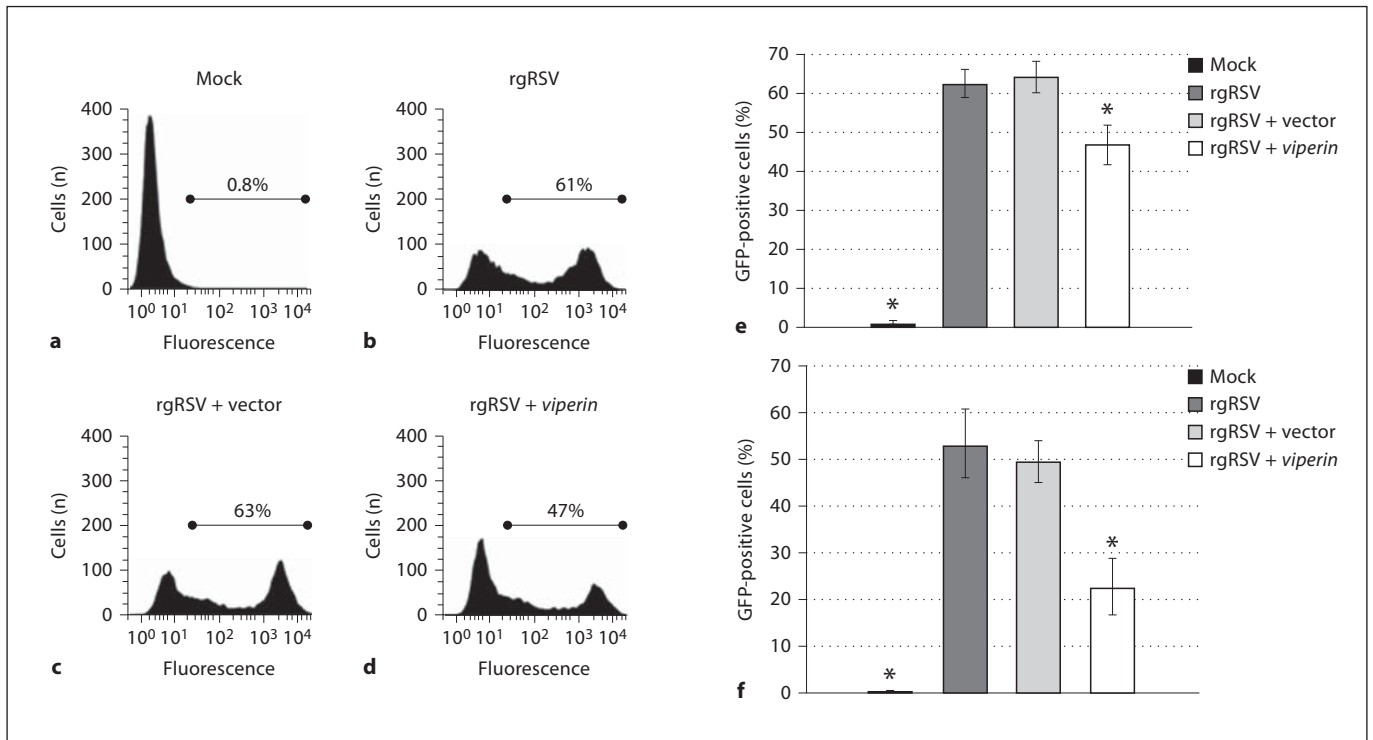 Mock
400
300
200
100
0
Cells (n)
0.8%
10⁰ 10¹ 10² 10³ 10⁴
Fluorescence
a
rgRSV
400
300
200
100
0
Cells (n)
61%
10⁰ 10¹ 10² 10³ 10⁴
Fluorescence
b
rgRSV + vector
400
300
200
100
0
Cells (n)
63%
10⁰ 10¹ 10² 10³ 10⁴
Fluorescence
c
rgRSV + viperin
400
300
200
100
0
Cells (n)
47%
10⁰ 10¹ 10² 10³ 10⁴
Fluorescence
d
70
60
50
40
30
20
10
0
GFP-positive cells (%)
*
*
Mock
rgRSV
rgRSV + vector
rgRSV + viperin
e
70
60
50
40
30
20
10
0
GFP-positive cells (%)
*
*
Mock
rgRSV
rgRSV + vector
rgRSV + viperin
f